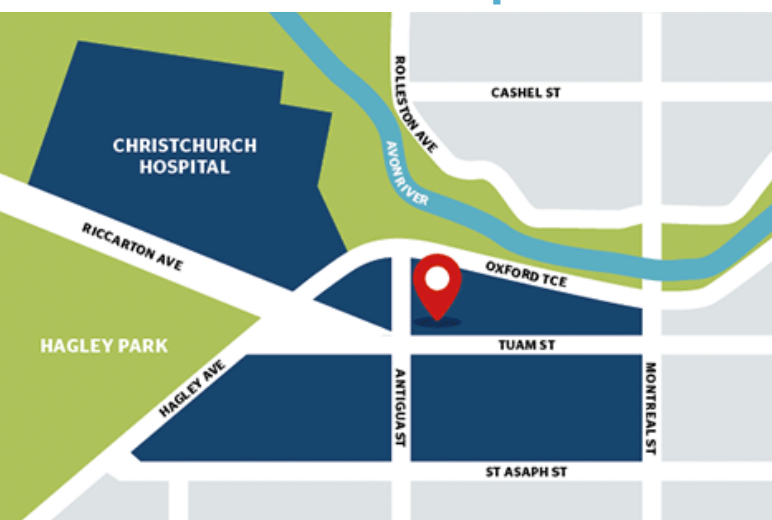 ROLLESTON AVE
CASHEL ST
CHRISTCHURCH
HOSPITAL
AVON RIVER
RICCARTON AVE
OXFORD TCE
HAGLEY PARK
TUAM ST
HAGLEY AVE
ANTIGUA ST
MONTREAL ST
ST ASAPH ST